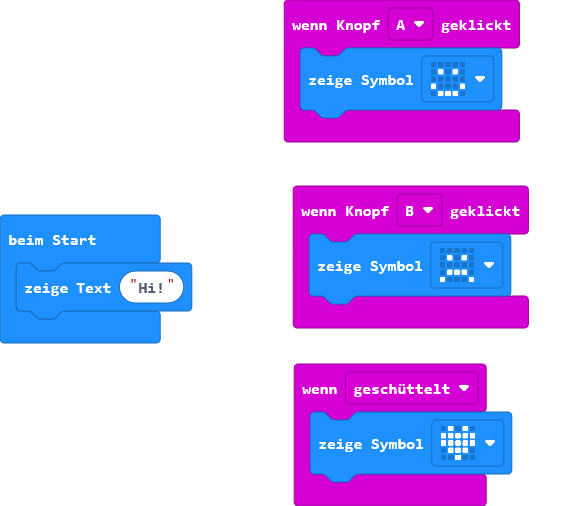 wenn Knopf A geklickt
zeige Symbol
wenn Knopf B geklickt
zeige Symbol
beim Start
zeige Text "Hi!"
wenn geschüttelt
zeige Symbol